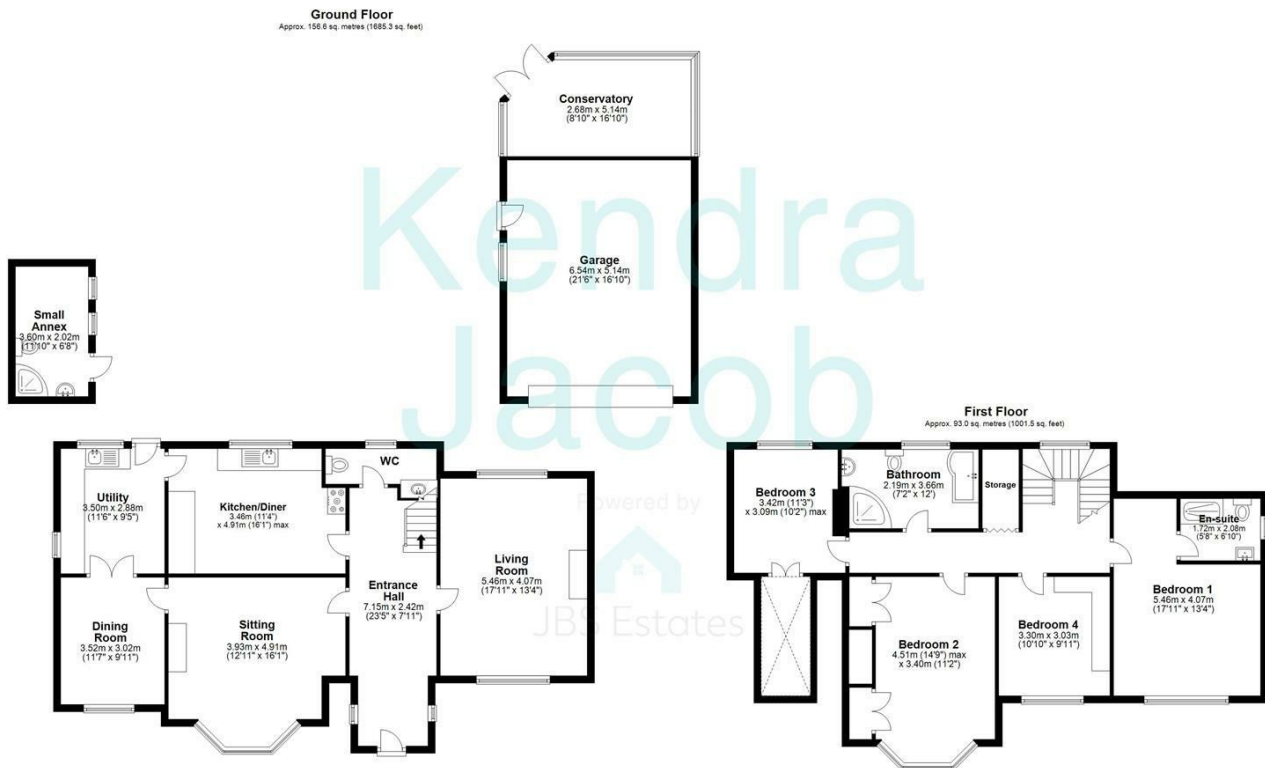 Ground Floor
Approx. 156.6 sq. metres (1685.3 sq. feet)
Conservatory
2.68m x 5.14m
(8'10" x 16'10")
Kendra
Jacob
Garage
6.54m x 5.14m
(21'6" x 16'10")
Small
Annex
3.60m x 2.02m
(11'10" x 6'8")
WC
Utility
3.50m x 2.88m
(11'6" x 9'5")
Kitchen/Diner
3.46m (11'4")
x 4.91m (16'1") max
Living
Room
5.46m x 4.07m
(17'11" x 13'4")
Entrance
Hall
7.15m x 2.42m
(23'5" x 7'11")
Dining
Room
3.52m x 3.02m
(11'7" x 9'11")
Sitting
Room
3.93m x 4.91m
(12'11" x 16'1")
Powered by
JBS Estates
First Floor
Approx. 93.0 sq. metres (1001.5 sq. feet)
Bedroom 3
3.42m (11'3")
x 3.09m (10'2") max
Bathroom
2.19m x 3.66m
(7'2" x 12')
Storage
En-suite
1.72m x 2.08m
(5'8" x 6'10")
Bedroom 1
5.46m x 4.07m
(17'11" x 13'4")
Bedroom 2
4.51m (14'9") max
x 3.40m (11'2")
Bedroom 4
3.30m x 3.03m
(10'10" x 9'11")